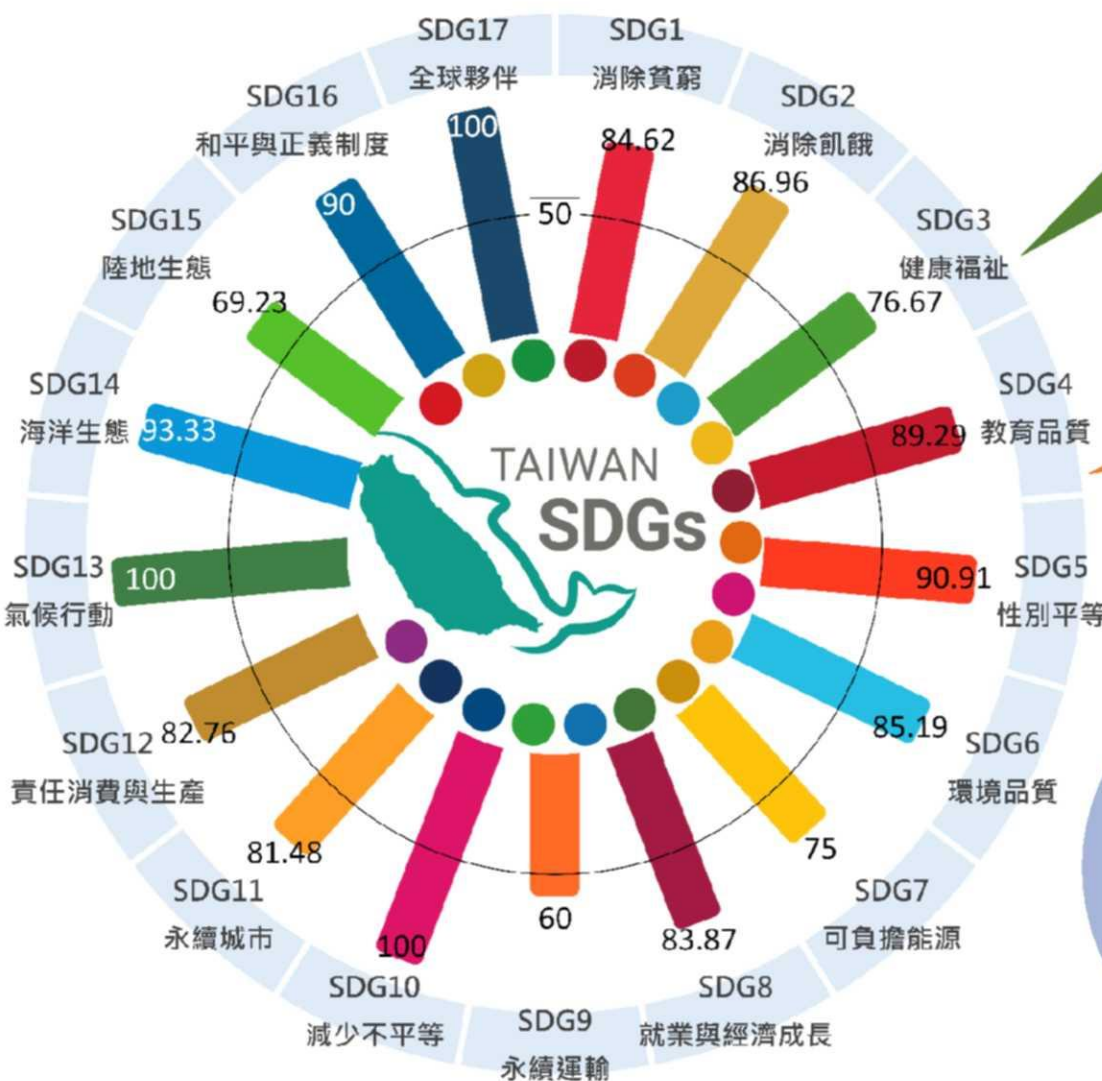 SDG17
全球夥伴
100
SDG1
消除貧窮
84.62
SDG2
消除飢餓
86.96
SDG3
健康福祉
76.67
SDG4
教育品質
89.29
SDG5
性別平等
90.91
SDG6
環境品質
85.19
SDG7
可負擔能源
75
SDG8
就業與經濟成長
83.87
SDG9
永續運輸
60
SDG10
減少不平等
100
SDG11
永續城市
81.48
SDG12
責任消費與生產
82.76
SDG13
氣候行動
100
SDG14
海洋生態
93.33
SDG15
陸地生態
69.23
SDG16
和平與正義制度
90
50
TAIWAN
SDGs